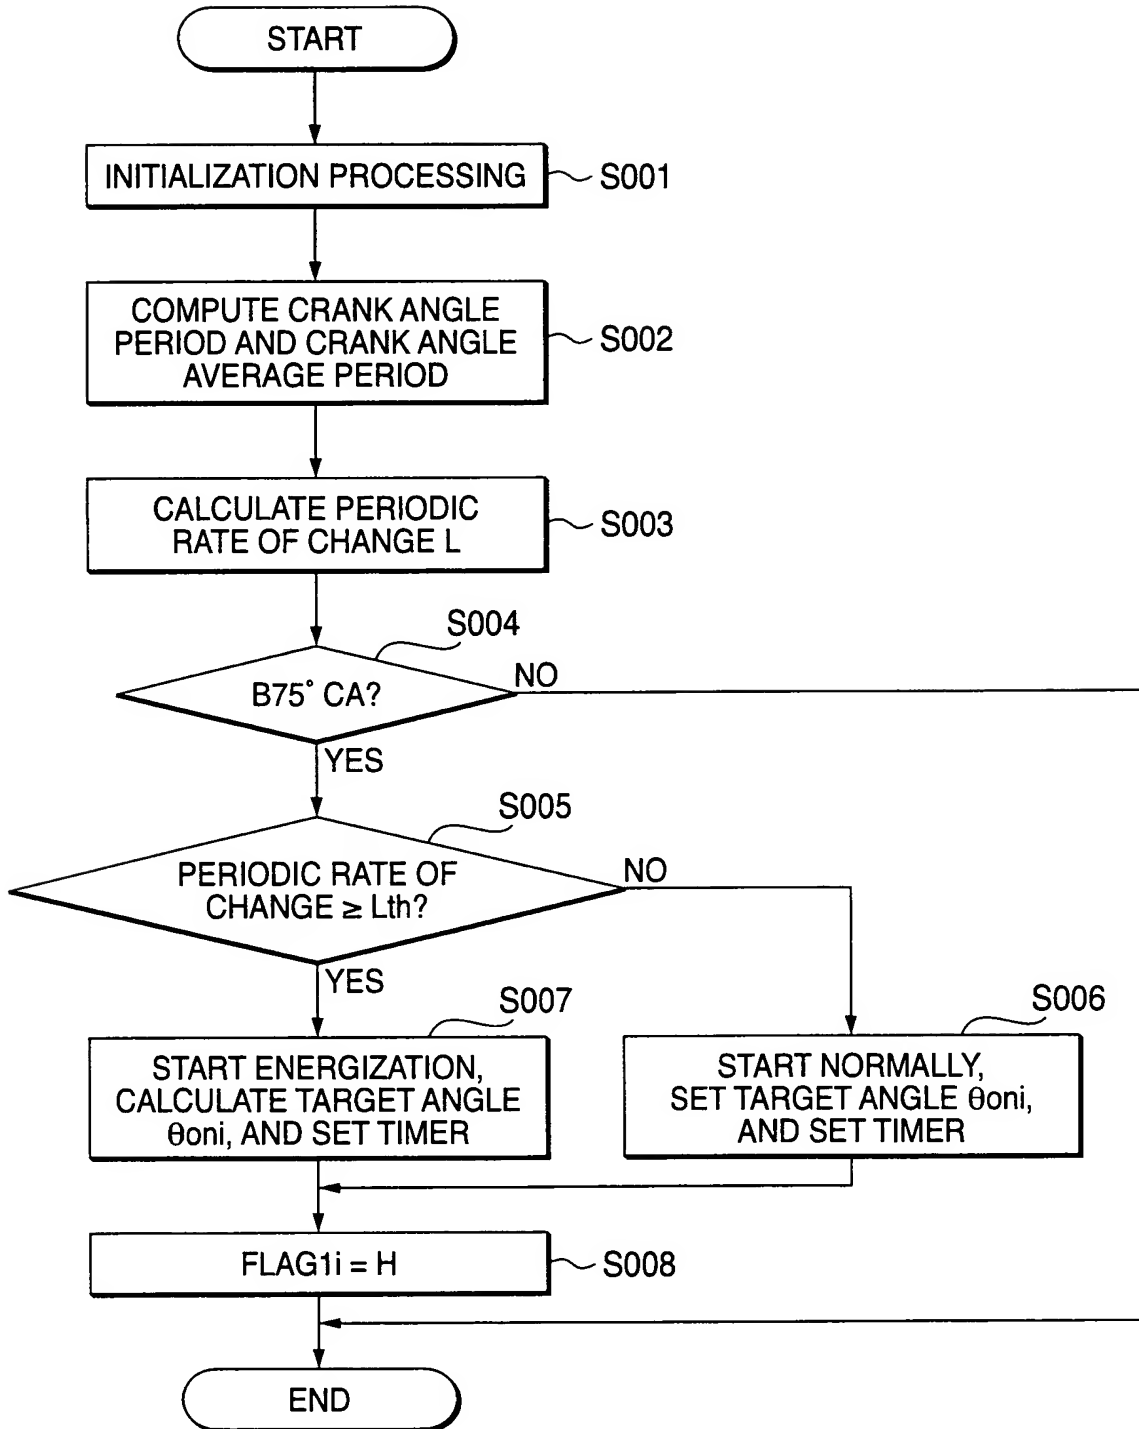 START
INITIALIZATION PROCESSING
S001
COMPUTE CRANK ANGLE
PERIOD AND CRANK ANGLE
AVERAGE PERIOD
S002
CALCULATE PERIODIC
RATE OF CHANGE L
S003
S004
B75° CA?
NO
YES
S005
PERIODIC RATE OF
CHANGE ≥ Lth?
NO
YES
S007
START ENERGIZATION,
CALCULATE TARGET ANGLE
θoni, AND SET TIMER
S006
START NORMALLY,
SET TARGET ANGLE θoni,
AND SET TIMER
FLAG1i = H
S008
END